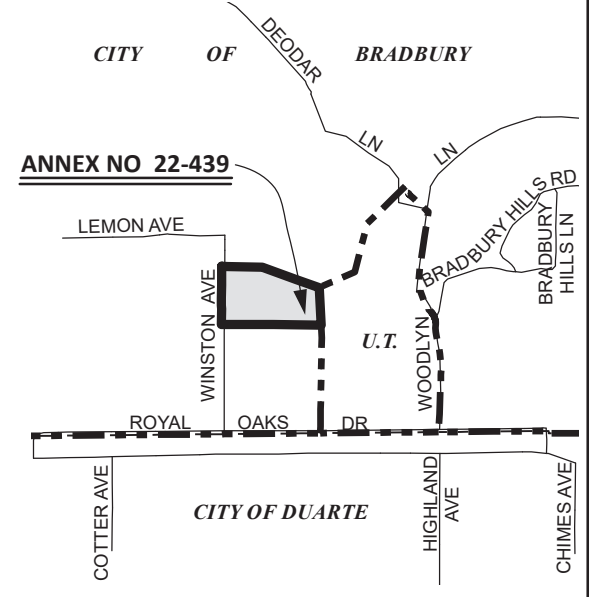 CITY OF BRADBURY
DEODAR
LN
LN
ANNEX NO 22-439
LEMON AVE
BRADBURY HILLS RD
BRADBURY
HILLS LN
WINSTON AVE
U.T.
WOODLYN
ROYAL OAKS DR
COTTER AVE
CITY OF DUARTE
HIGHLAND
AVE
CHIMES AVE